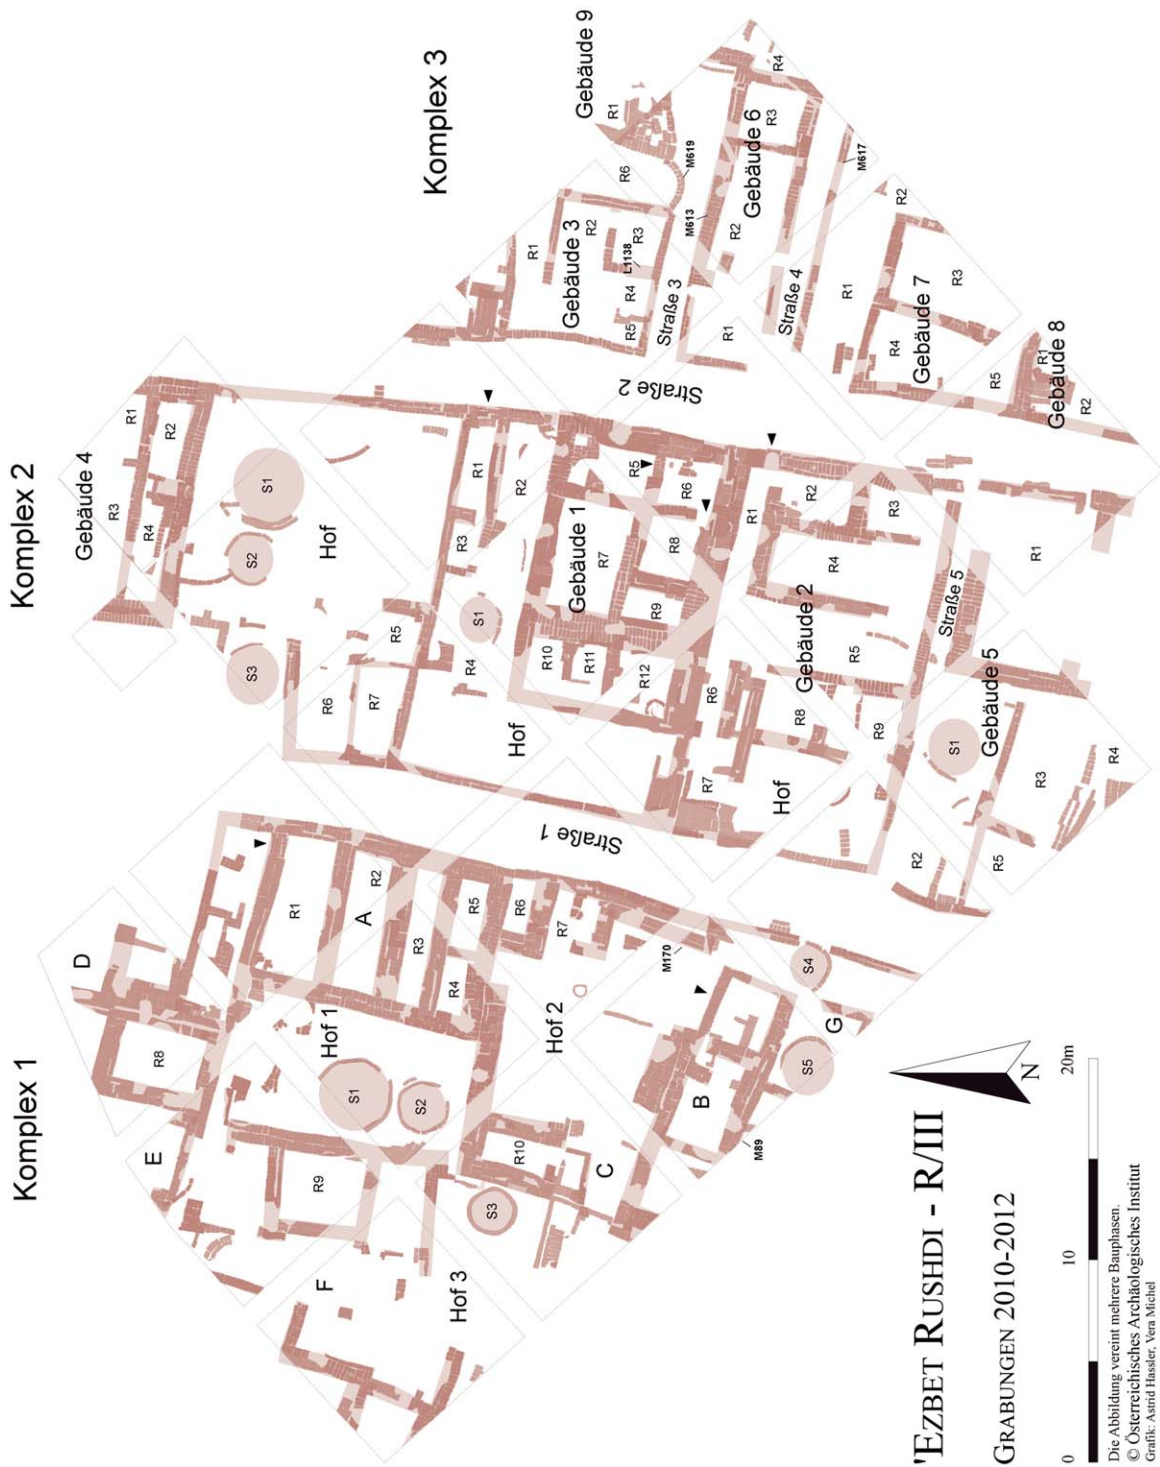 Komplex 1
D
E
R8
R1
A
R2
Hof 1
R3
R5
R4
R6
R7
S1
S2
R9
F
Hof 3
S3
R10
C
Hof 2
M170
B
M89
G
S4
S5
Straße 1
Komplex 2
Gebäude 4
R1
R2
R3
R4
S1
S2
S3
Hof
R5
R6
R7
R1
R2
R3
S1
R4
Hof
Gebäude 1
R5
R6
R7
R8
R9
R10
R11
R12
R1
R2
R3
R4
Gebäude 2
R5
R6
R7
R8
R9
Hof
Straße 5
Gebäude 5
R1
S1
R2
R3
R4
R5
Straße 2
Komplex 3
Gebäude 9
R1
R6
M619
Gebäude 3
R1
R2
R3
L1138
R4
R5
Straße 3
M613
Gebäude 6
R4
R3
R2
R1
Straße 4
M617
R1
R2
Gebäude 7
R3
R4
R5
Gebäude 8
R1
R2
'EZBET RUSHDI - R/III
GRABUNGEN 2010-2012
N
0 10 20m
Die Abbildung vereint mehrere Bauphasen.
© Österreichisches Archäologisches Institut
Grafik: Astrid Hassler, Vera Michel